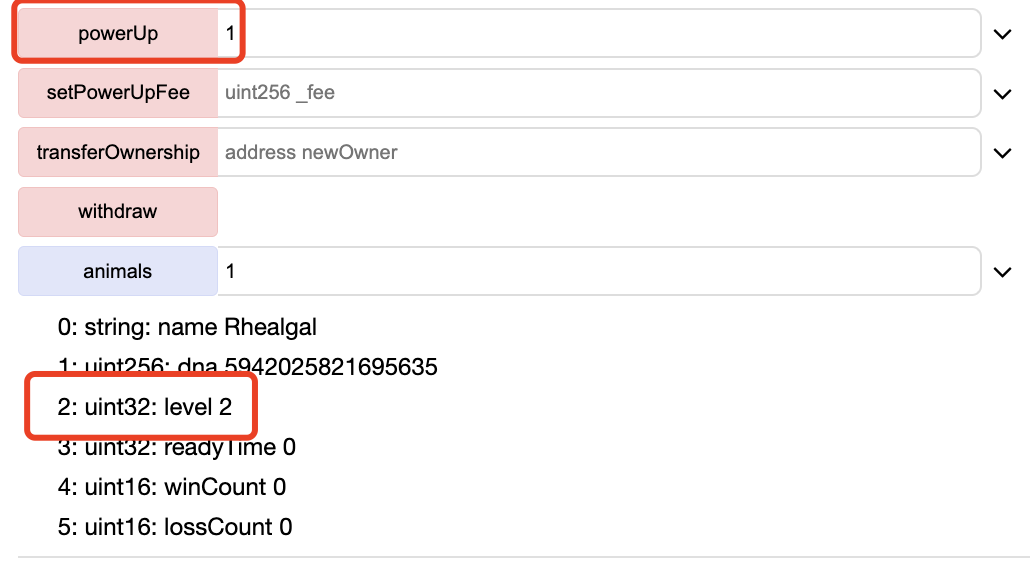 powerUp 1
setPowerUpFee uint256 _fee
transferOwnership address newOwner
withdraw
animals 1
0: string: name Rhealgal
1: uint256: dna 5942025821695635
2: uint32: level 2
3: uint32: readyTime 0
4: uint16: winCount 0
5: uint16: lossCount 0